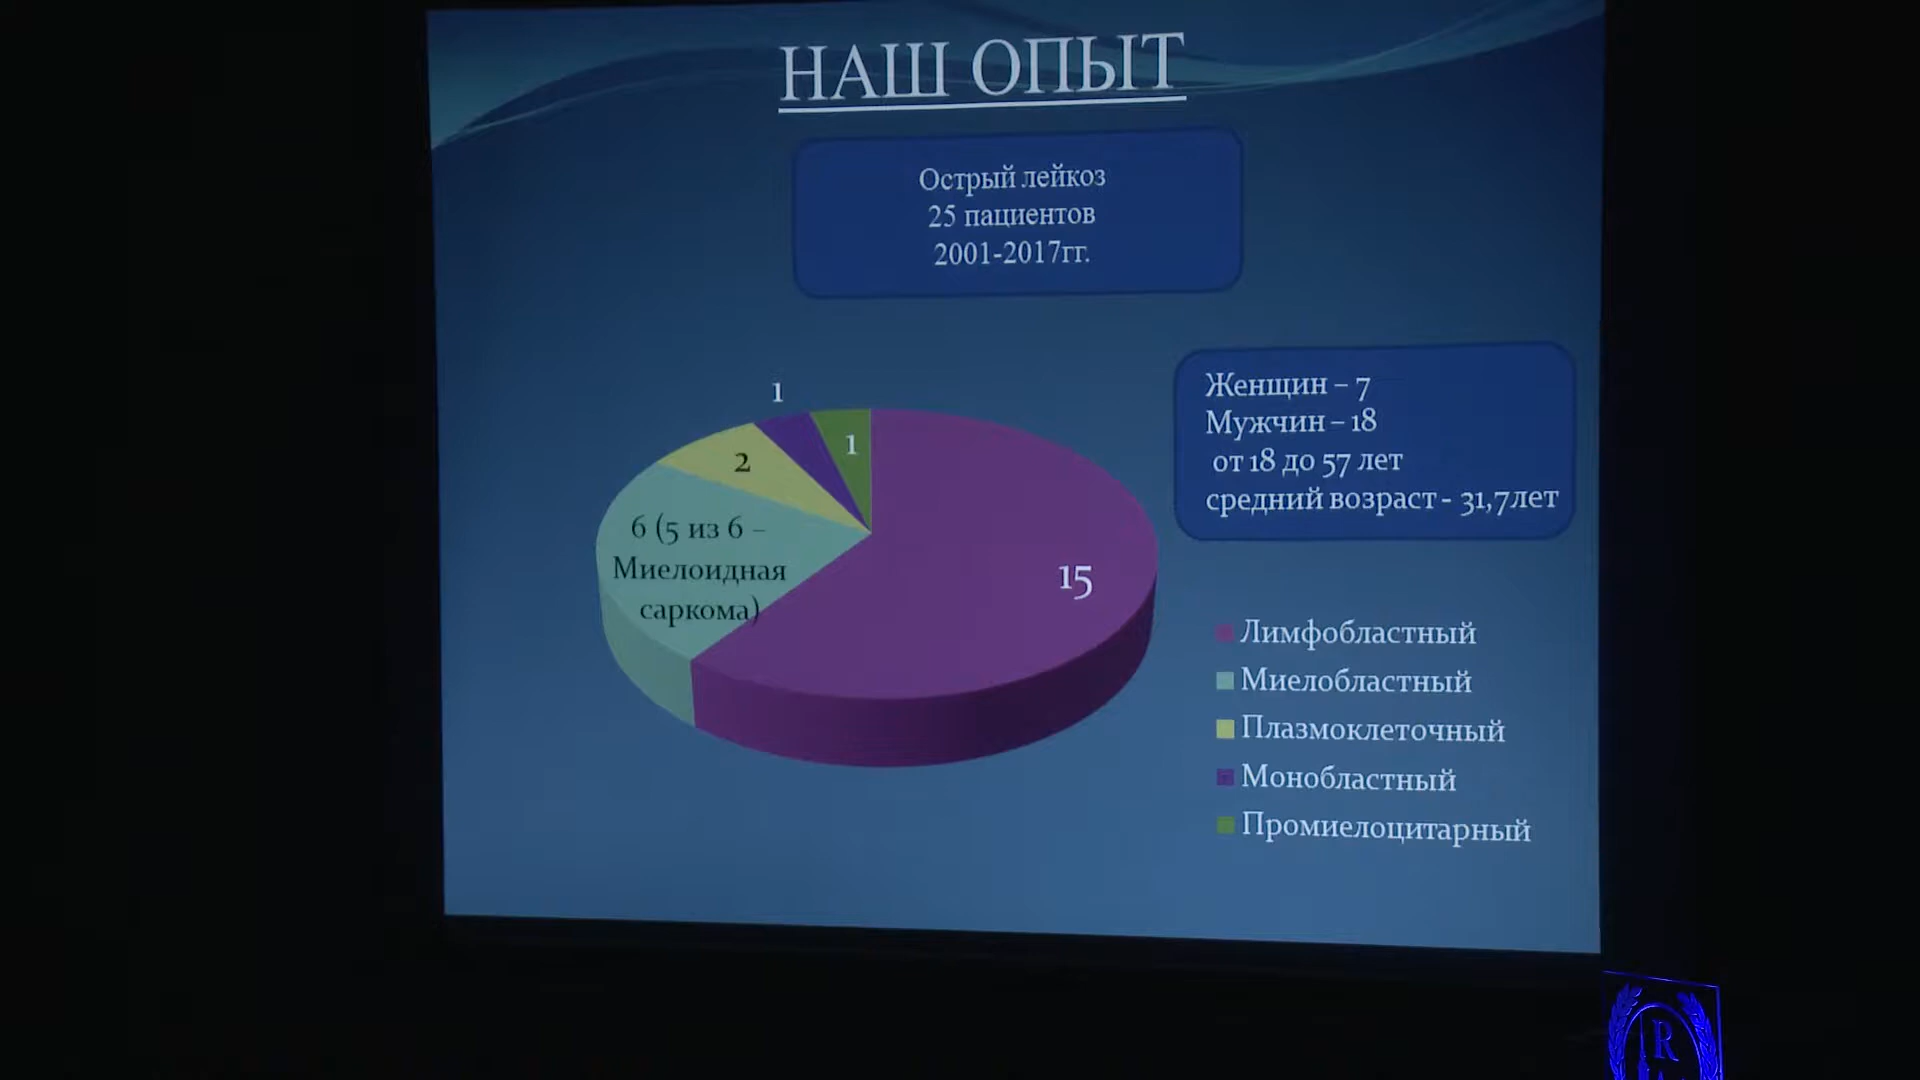 НАШ ОПЫТ
Острый лейкоз
25 пациентов
2001-2017гг.
Женщин – 7
Мужчин – 18
от 18 до 57 лет
средний возраст - 31,7лет
1
1
2
6 (5 из 6 –
Миелоидная
саркома)
15
Лимфобластный
Миелобластный
Плазмоклеточный
Монобластный
Промиелоцитарный
R